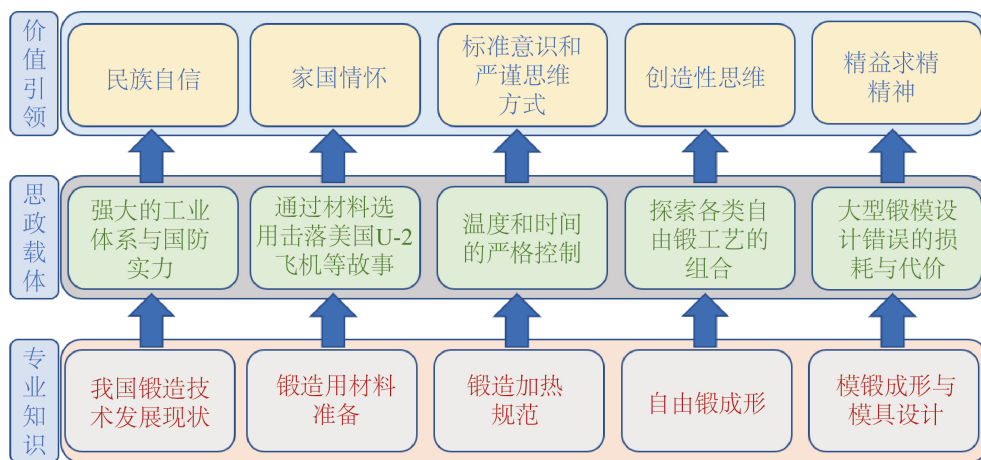 价值引领
民族自信
家国情怀
标准意识和
严谨思维
方式
创造性思维
精益求精
精神
思政载体
强大的工业
体系与国防
实力
通过材料选
用击落美国U-2
飞机等故事
温度和时间
的严格控制
探索各类自
由锻工艺的
组合
大型锻模设
计错误的损
耗与代价
专业知识
我国锻造技
术发展现状
锻造用材料
准备
锻造加热
规范
自由锻成形
模锻成形与
模具设计